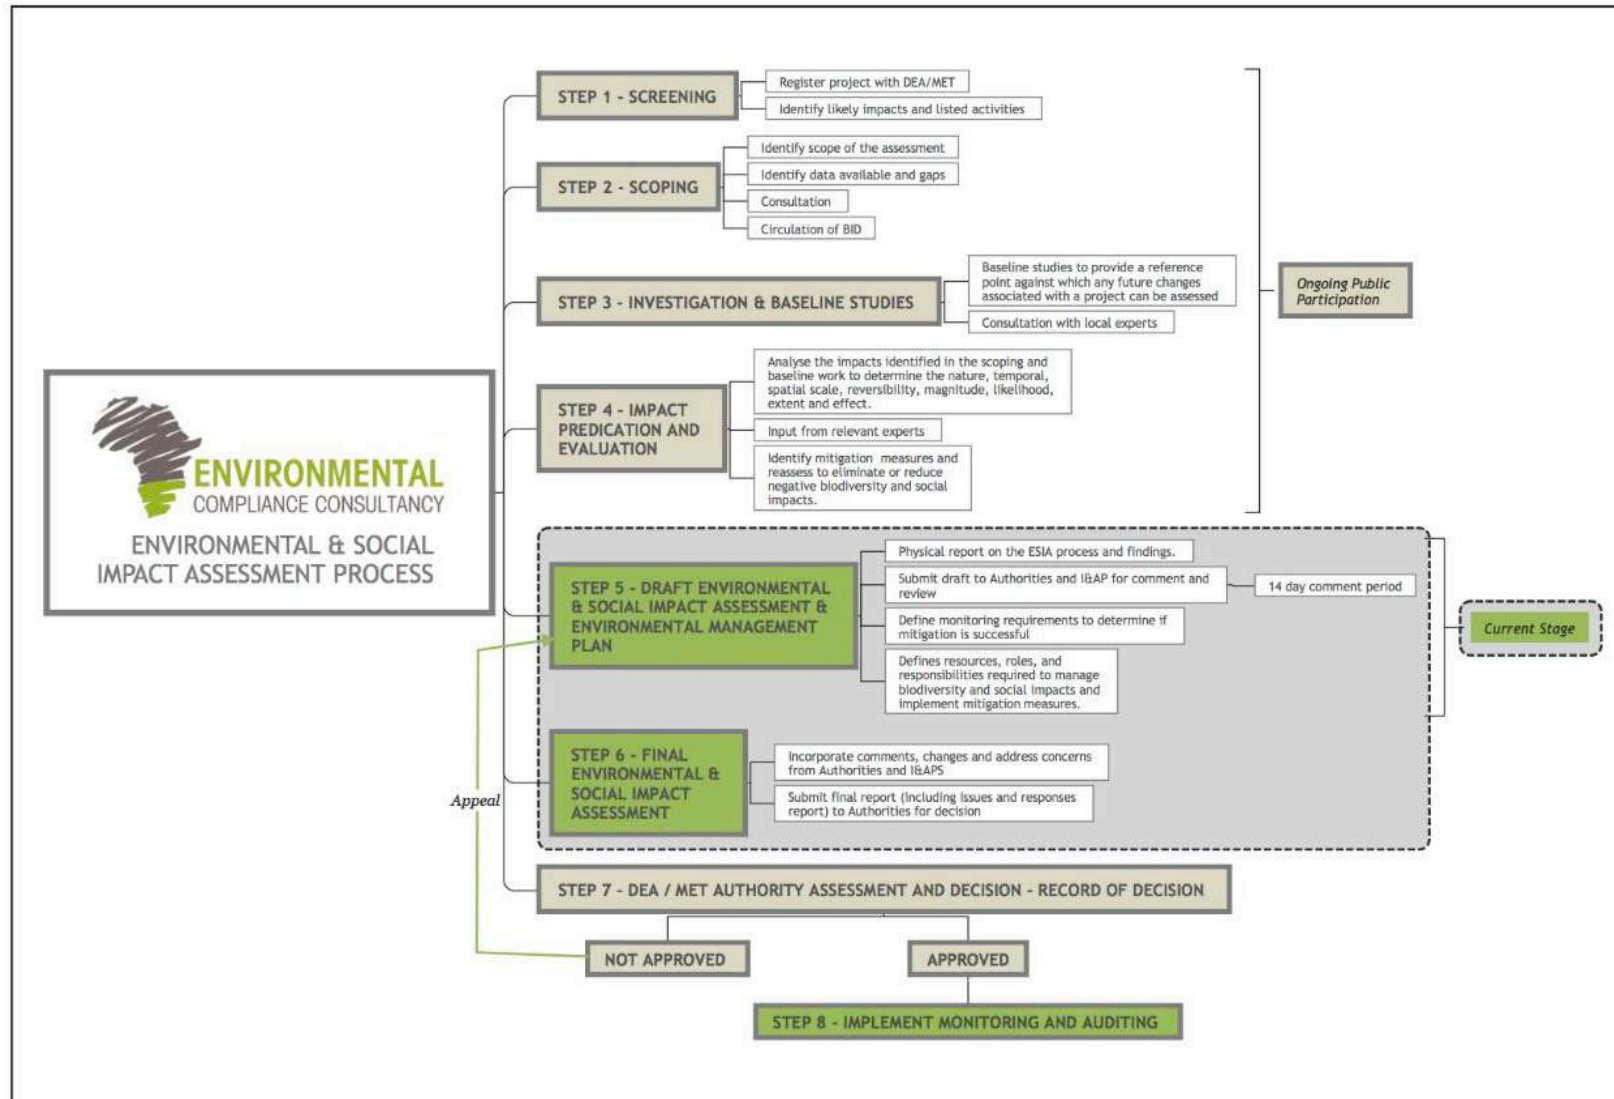 ENVIRONMENTAL
COMPLIANCE CONSULTANCY
ENVIRONMENTAL & SOCIAL
IMPACT ASSESSMENT PROCESS
STEP 1 - SCREENING
Register project with DEA/MET
Identify likely impacts and listed activities
STEP 2 - SCOPING
Identify scope of the assessment
Identify data available and gaps
Consultation
Circulation of BID
STEP 3 - INVESTIGATION & BASELINE STUDIES
Baseline studies to provide a reference
point against which any future changes
associated with a project can be assessed
Consultation with local experts
Ongoing Public
Participation
STEP 4 - IMPACT
PREDICATION AND
EVALUATION
Analyse the impacts identified in the scoping and
baseline work to determine the nature, temporal,
spatial scale, reversibility, magnitude, likelihood,
extent and effect.
Input from relevant experts
Identify mitigation measures and
reassess to eliminate or reduce
negative biodiversity and social
impacts.
STEP 5 - DRAFT ENVIRONMENTAL
& SOCIAL IMPACT ASSESSMENT &
ENVIRONMENTAL MANAGEMENT
PLAN
Physical report on the ESIA process and findings.
Submit draft to Authorities and I&AP for comment and
review
14 day comment period
Define monitoring requirements to determine if
mitigation is successful
Defines resources, roles, and
responsibilities required to manage
biodiversity and social impacts and
implement mitigation measures.
Current Stage
STEP 6 - FINAL
ENVIRONMENTAL &
SOCIAL IMPACT
ASSESSMENT
Incorporate comments, changes and address concerns
from Authorities and I&APS
Submit final report (including issues and responses
report) to Authorities for decision
Appeal
STEP 7 - DEA / MET AUTHORITY ASSESSMENT AND DECISION - RECORD OF DECISION
NOT APPROVED
APPROVED
STEP 8 - IMPLEMENT MONITORING AND AUDITING